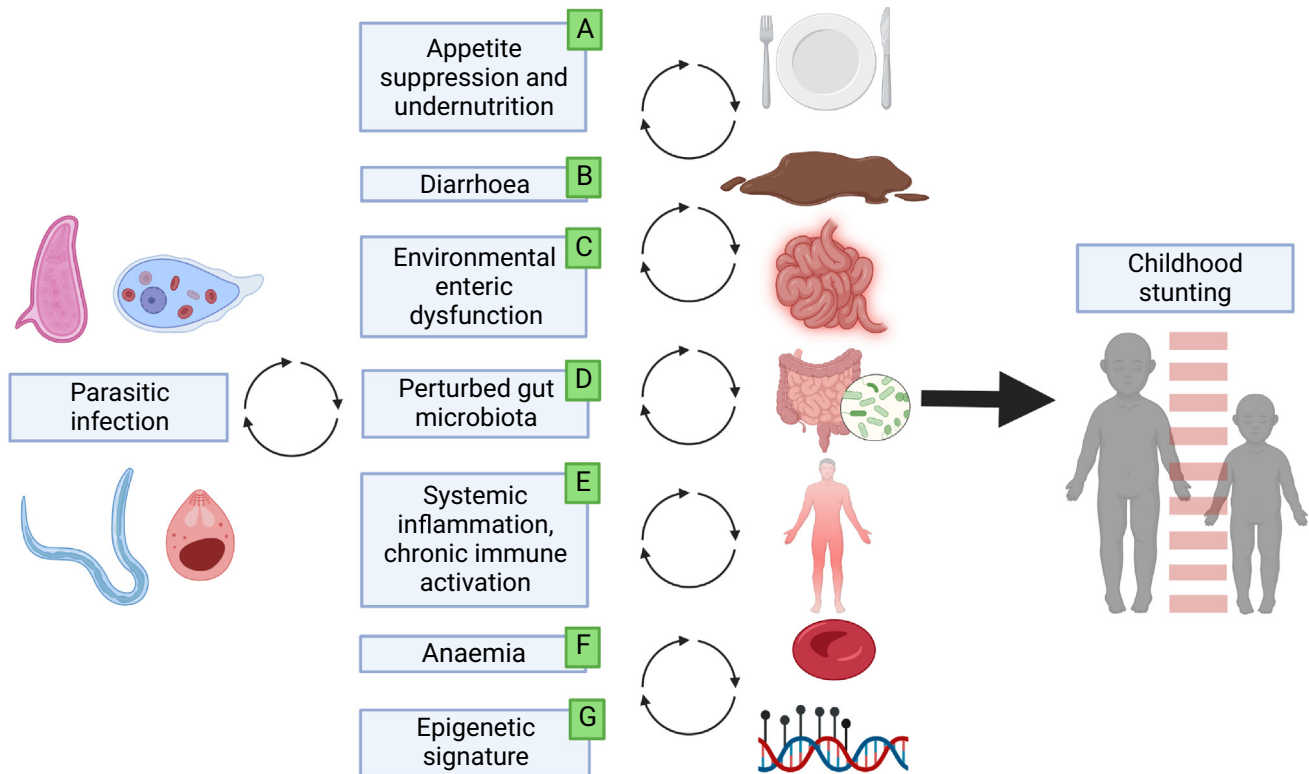 A
Appetite
suppression and
undernutrition
B
Diarrhoea
C
Environmental
enteric
dysfunction
Childhood
stunting
Parasitic
infection
D
Perturbed gut
microbiota
E
Systemic
inflammation,
chronic immune
activation
F
Anaemia
G
Epigenetic
signature